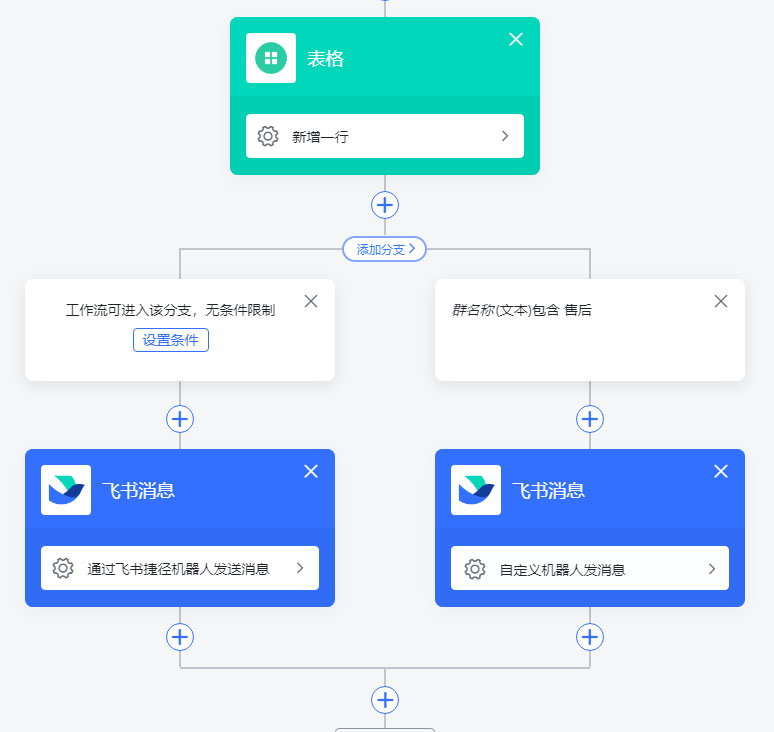 表格
新增一行
添加分支
工作流可进入该分支，无条件限制
设置条件
群名称(文本)包含 售后
飞书消息
通过飞书捷径机器人发送消息
飞书消息
自定义机器人发消息